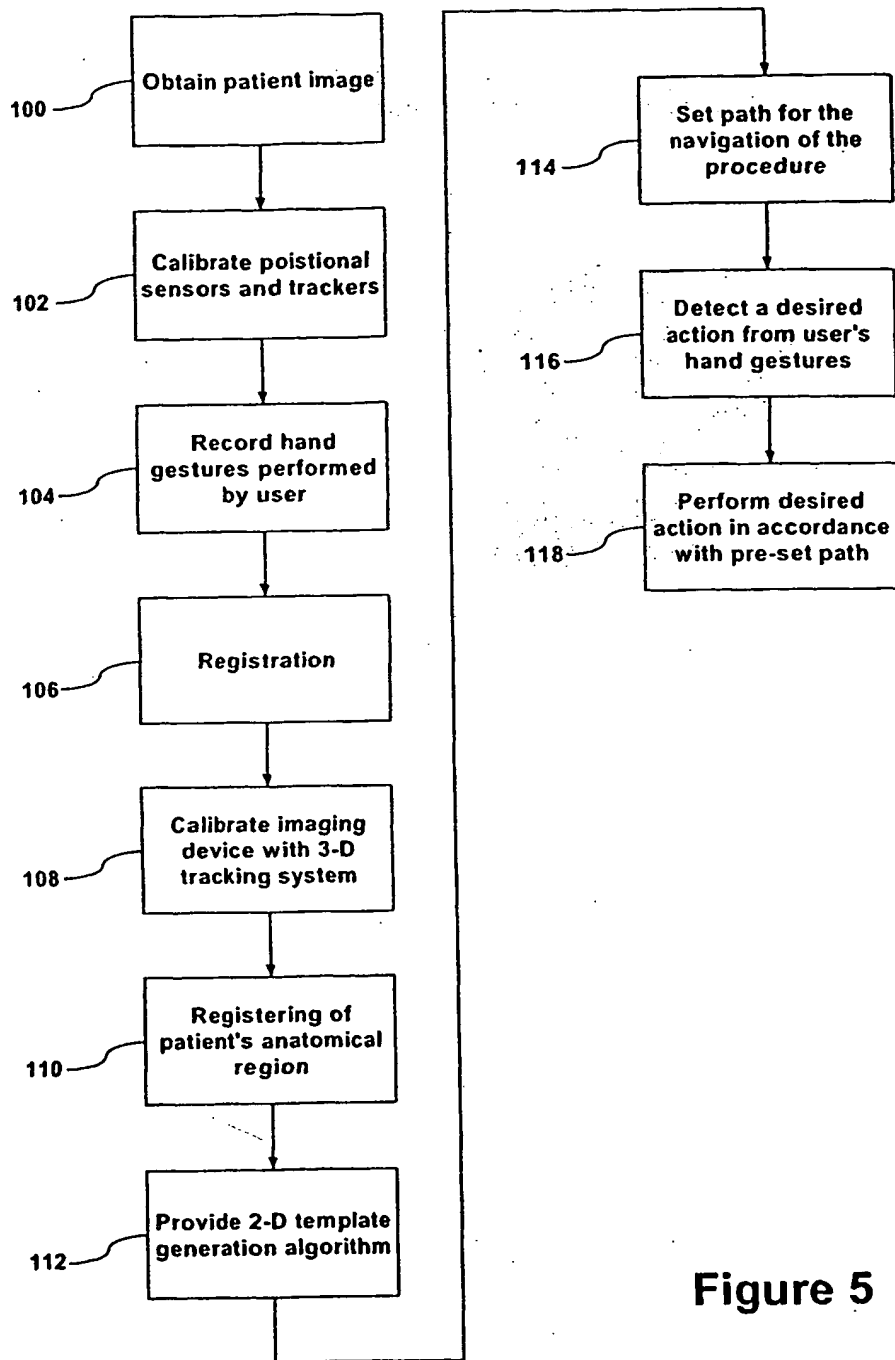 100
Obtain patient image
102
Calibrate poistional
sensors and trackers
104
Record hand
gestures performed
by user
106
Registration
108
Calibrate imaging
device with 3-D
tracking system
110
Registering of
patient's anatomical
region
112
Provide 2-D template
generation algorithm
114
Set path for the
navigation of the
procedure
116
Detect a desired
action from user's
hand gestures
118
Perform desired
action in accordance
with pre-set path
Figure 5